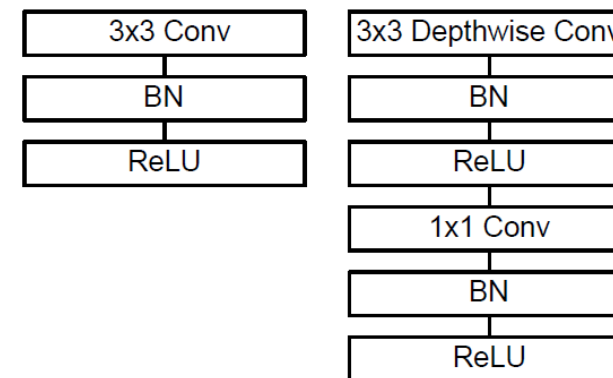 3x3 Conv
BN
ReLU
3x3 Depthwise Conv
BN
ReLU
1x1 Conv
BN
ReLU